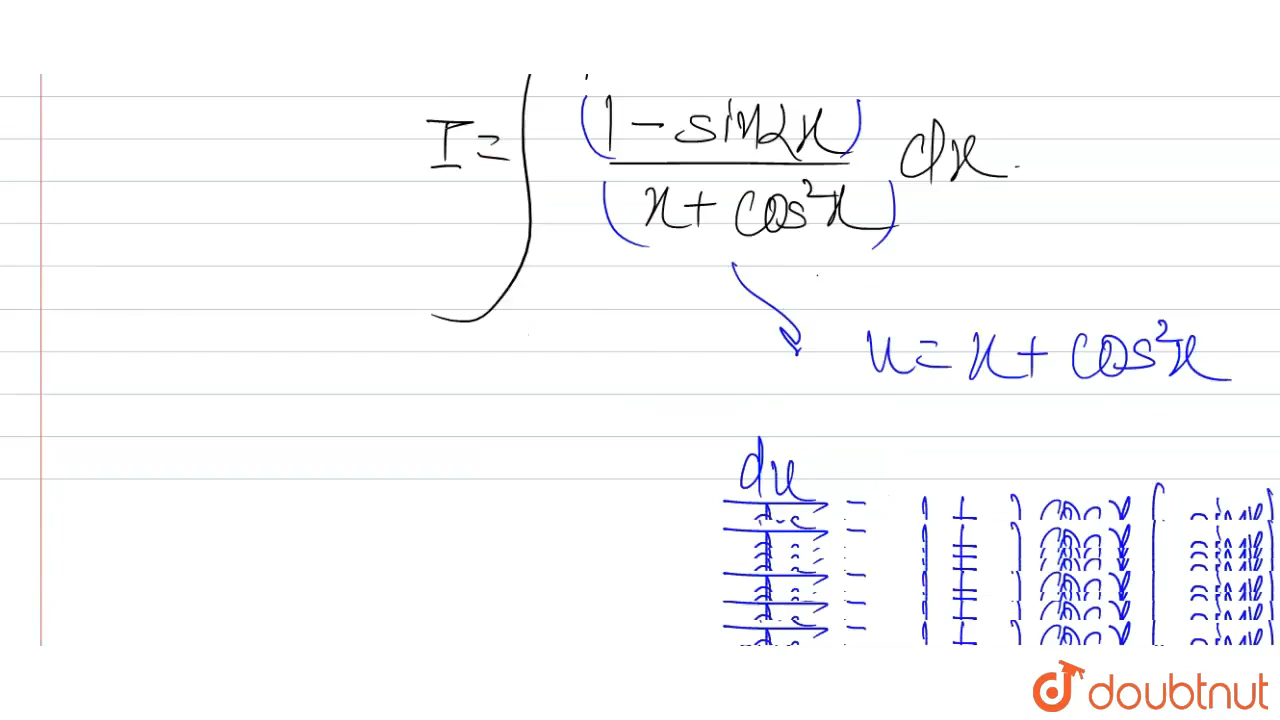 I = ∫ (1 - sin2x) / (x + cos²x) dx
u = x + cos²x
du
doubtnut